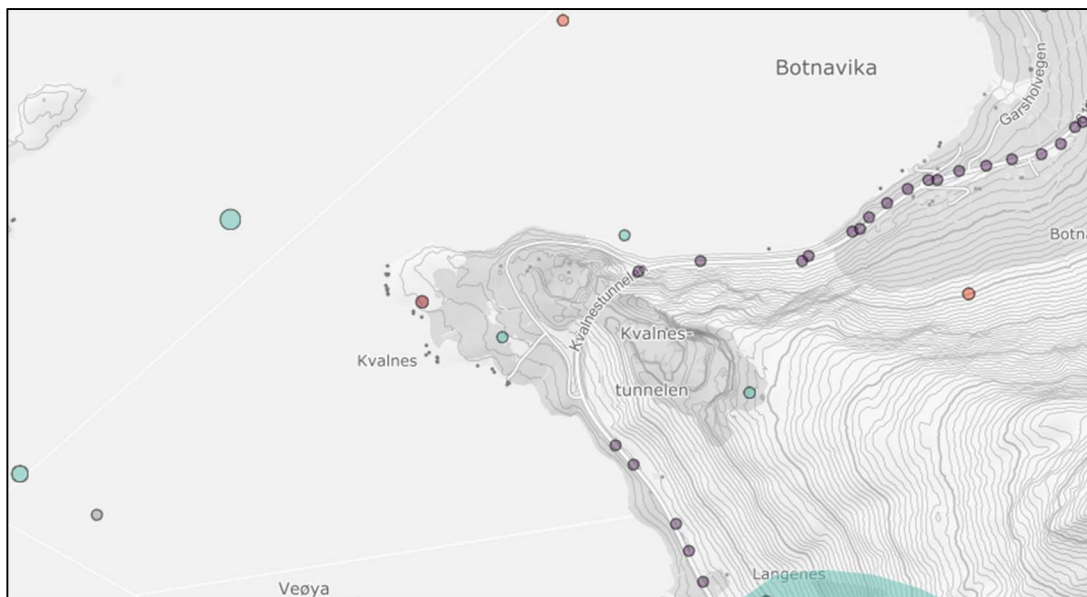 Botnavika
Garsholvegen
Botna
Kvalnestunnelen
Kvalnes-
tunnelen
Kvalnes
Langenes
Veøya